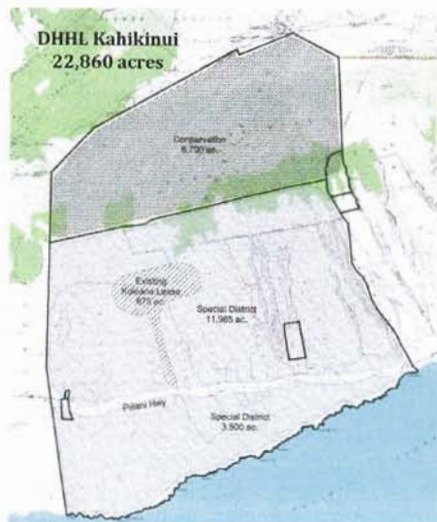 DHHL Kahikinui
22,860 acres
Conservation
6,700 ac.
Existing
Kuleana Lease
675 ac.
Special District
11,985 ac.
Piilani Hwy
Special District
3,500 ac.